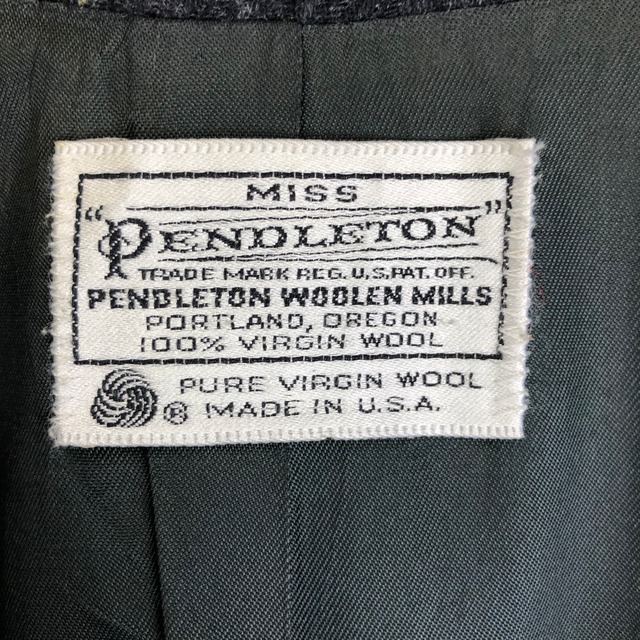 MISS
"PENDLETON"
TRADE MARK REG. U.S. PAT. OFF.
PENDLETON WOOLEN MILLS
PORTLAND, OREGON
100% VIRGIN WOOL
PURE VIRGIN WOOL
® MADE IN U.S.A.